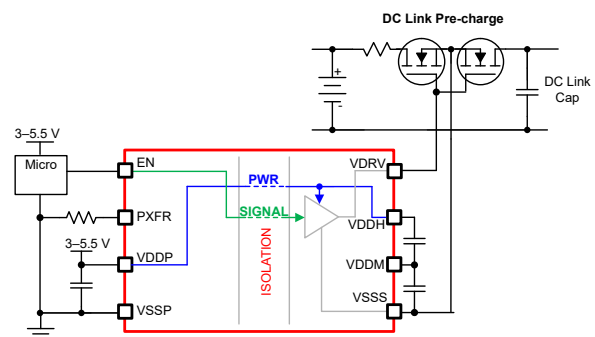 DC Link Pre-charge
+
-
DC Link
Cap
3–5.5 V
Micro
EN
VDRV
PWR
SIGNAL
PXFR
VDDH
3–5.5 V
ISOLATION
VDDP
VDDM
VSSS
VSSP